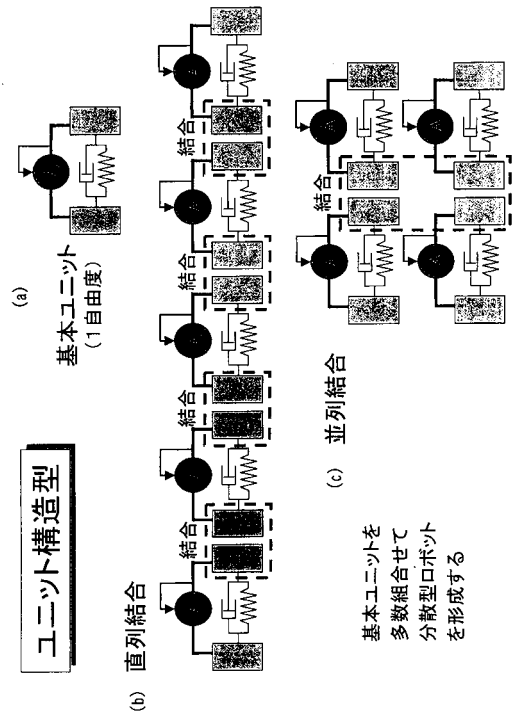 ユニット構造型
(a)
基本ユニット
(1自由度)
(b) 直列結合
結合
結合
結合
結合
(c) 並列結合
結合
基本ユニットを
多数組合せて
分散型ロボット
を形成する